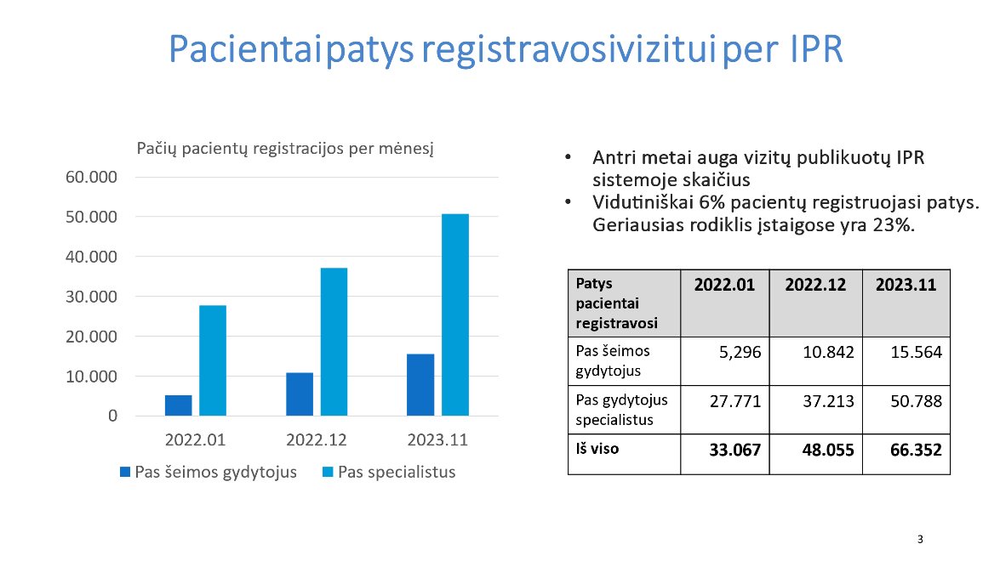 Pacientai patys registravosi vizitui per IPR
Pačių pacientų registracijos per mėnesį
60.000
50.000
40.000
30.000
20.000
10.000
0
2022.01 2022.12 2023.11
Pas šeimos gydytojus Pas specialistus
• Antri metai auga vizitų publikuotų IPR
sistemoje skaičius
• Vidutiniškai 6% pacientų registruojasi patys.
Geriausias rodiklis įstaigose yra 23%.
Patys 2022.01 2022.12 2023.11
pacientai
registravosi
Pas šeimos 5,296 10.842 15.564
gydytojus
Pas gydytojus 27.771 37.213 50.788
specialistus
Iš viso 33.067 48.055 66.352
3